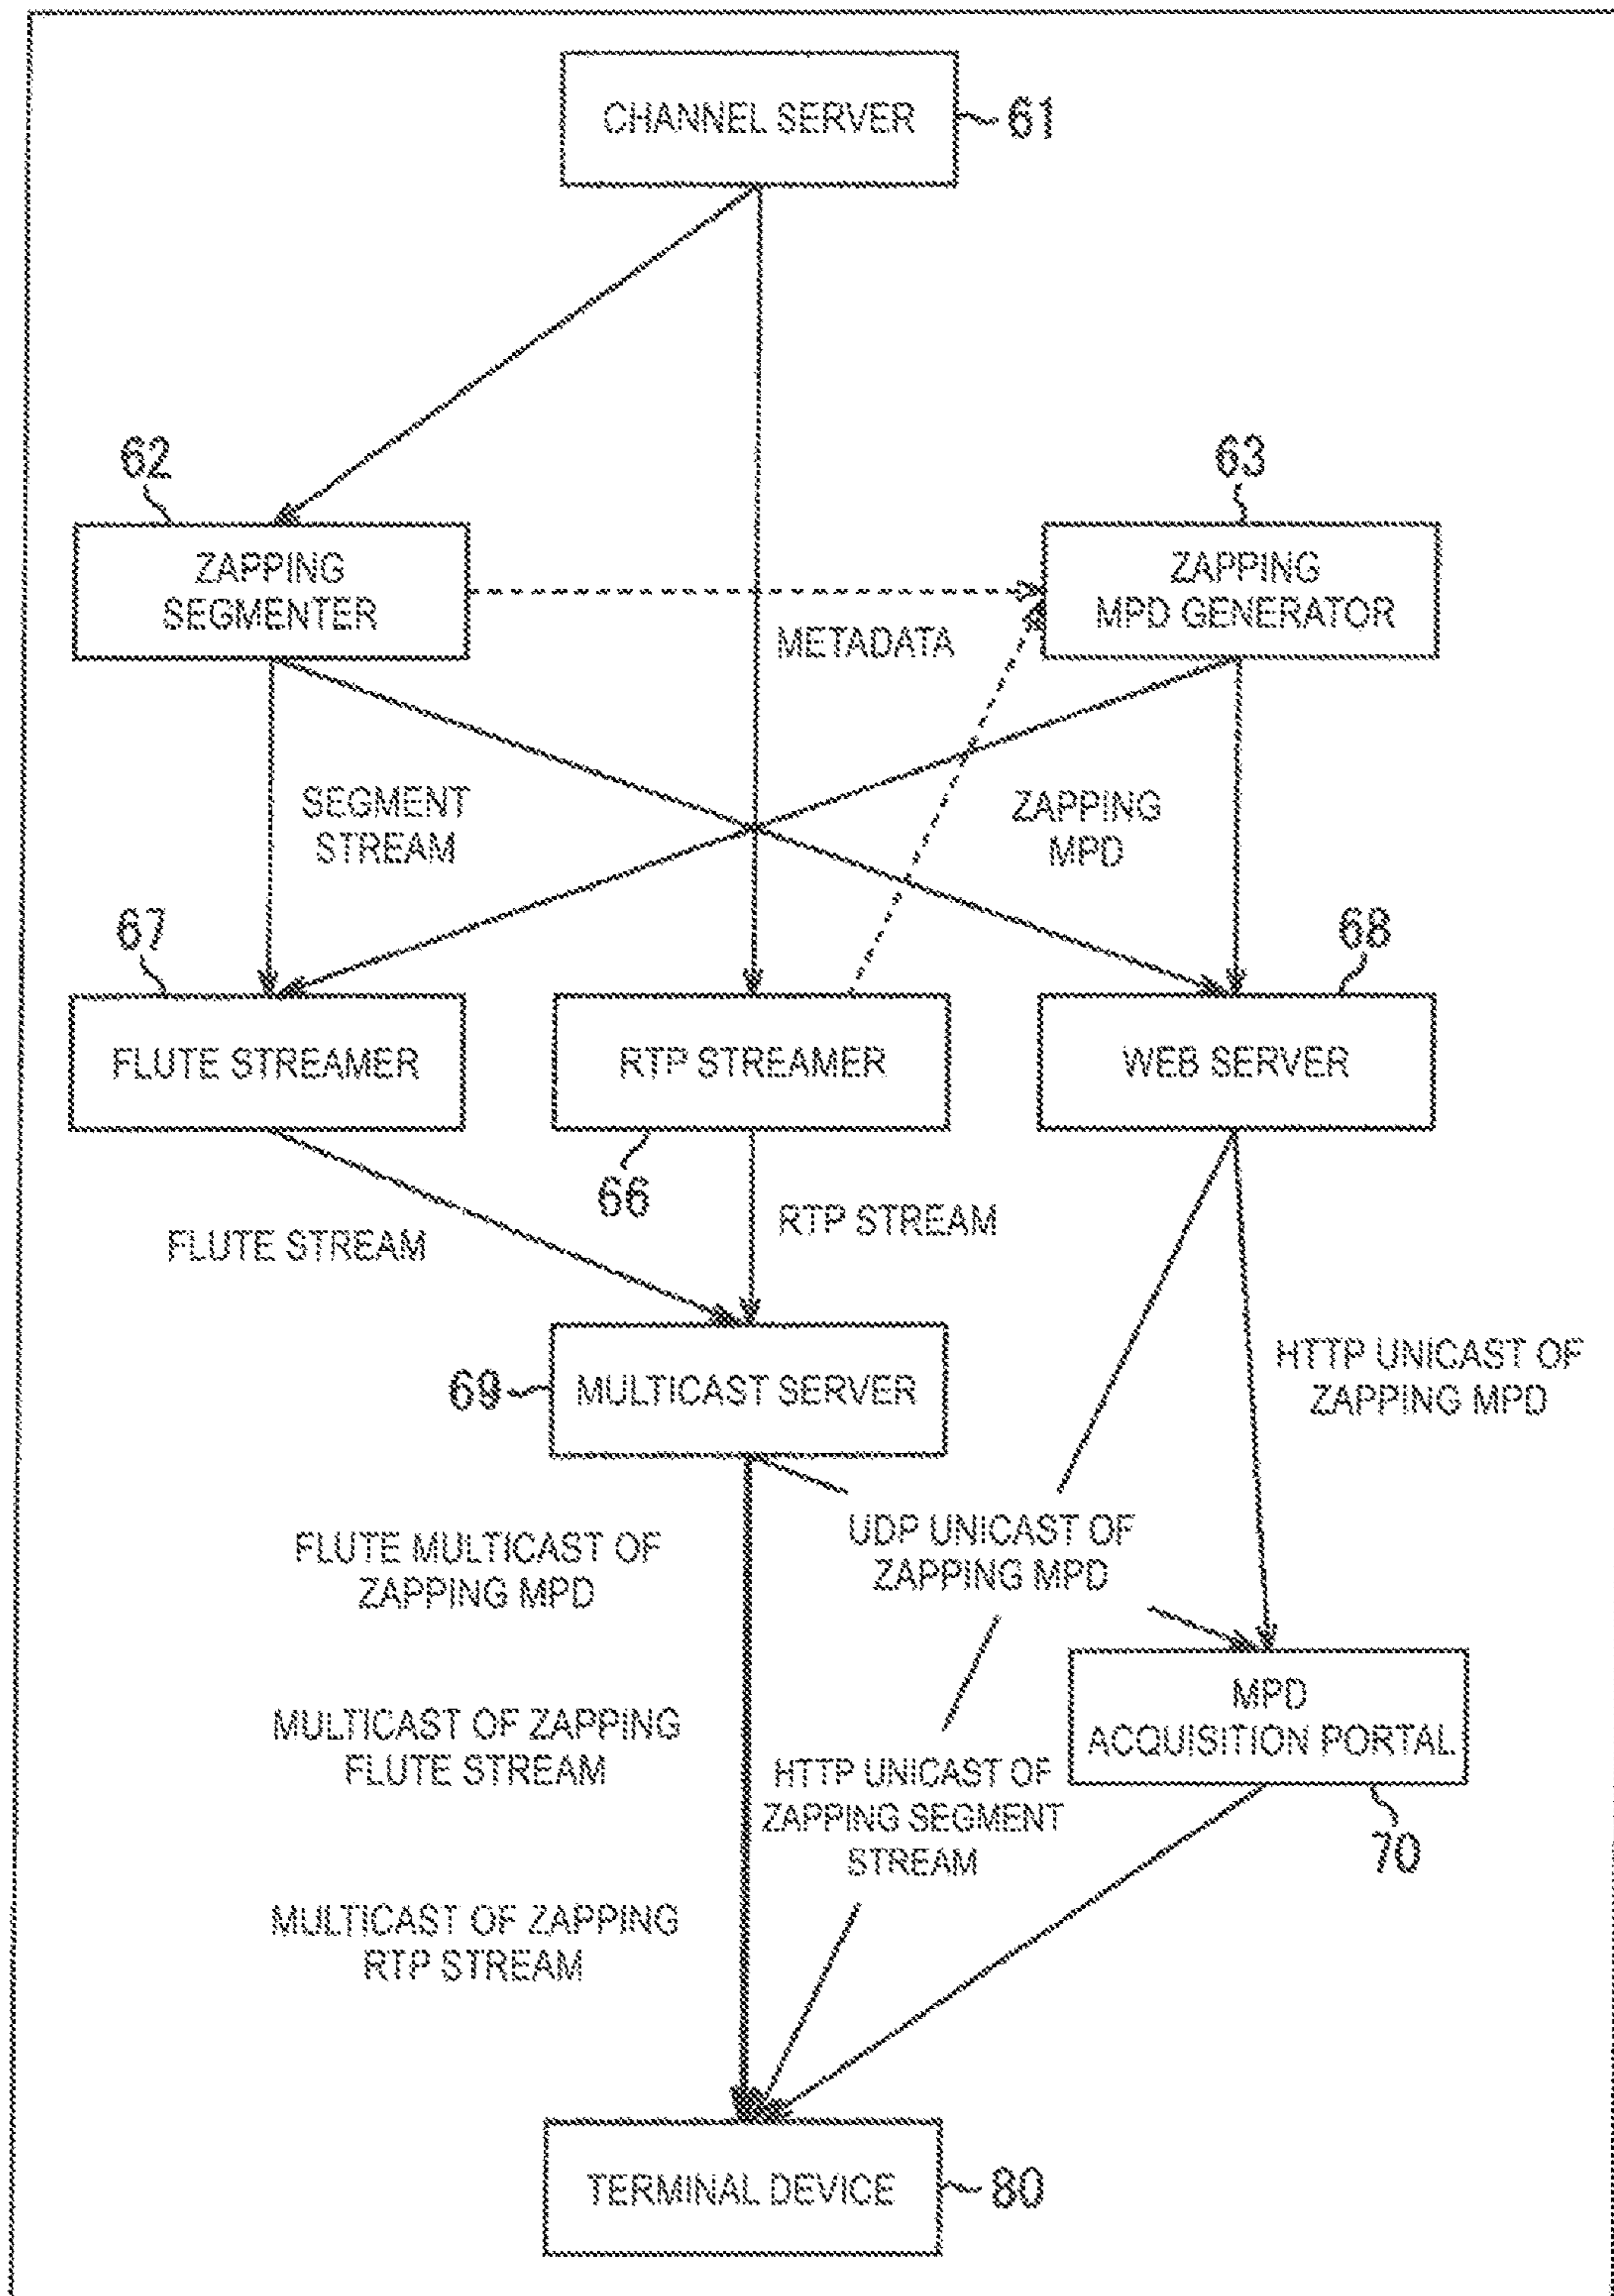 CHANNEL SERVER
61
62
63
ZAPPING
SEGMENTER
ZAPPING
MPD GENERATOR
METADATA
SEGMENT
STREAM
ZAPPING
MPD
67
68
FLUTE STREAMER
RTP STREAMER
WEB SERVER
66
FLUTE STREAM
RTP STREAM
69
MULTICAST SERVER
HTTP UNICAST OF
ZAPPING MPD
FLUTE MULTICAST OF
ZAPPING MPD
UDP UNICAST OF
ZAPPING MPD
MPD
ACQUISITION PORTAL
70
MULTICAST OF ZAPPING
FLUTE STREAM
HTTP UNICAST OF
ZAPPING SEGMENT
STREAM
MULTICAST OF ZAPPING
RTP STREAM
TERMINAL DEVICE
80